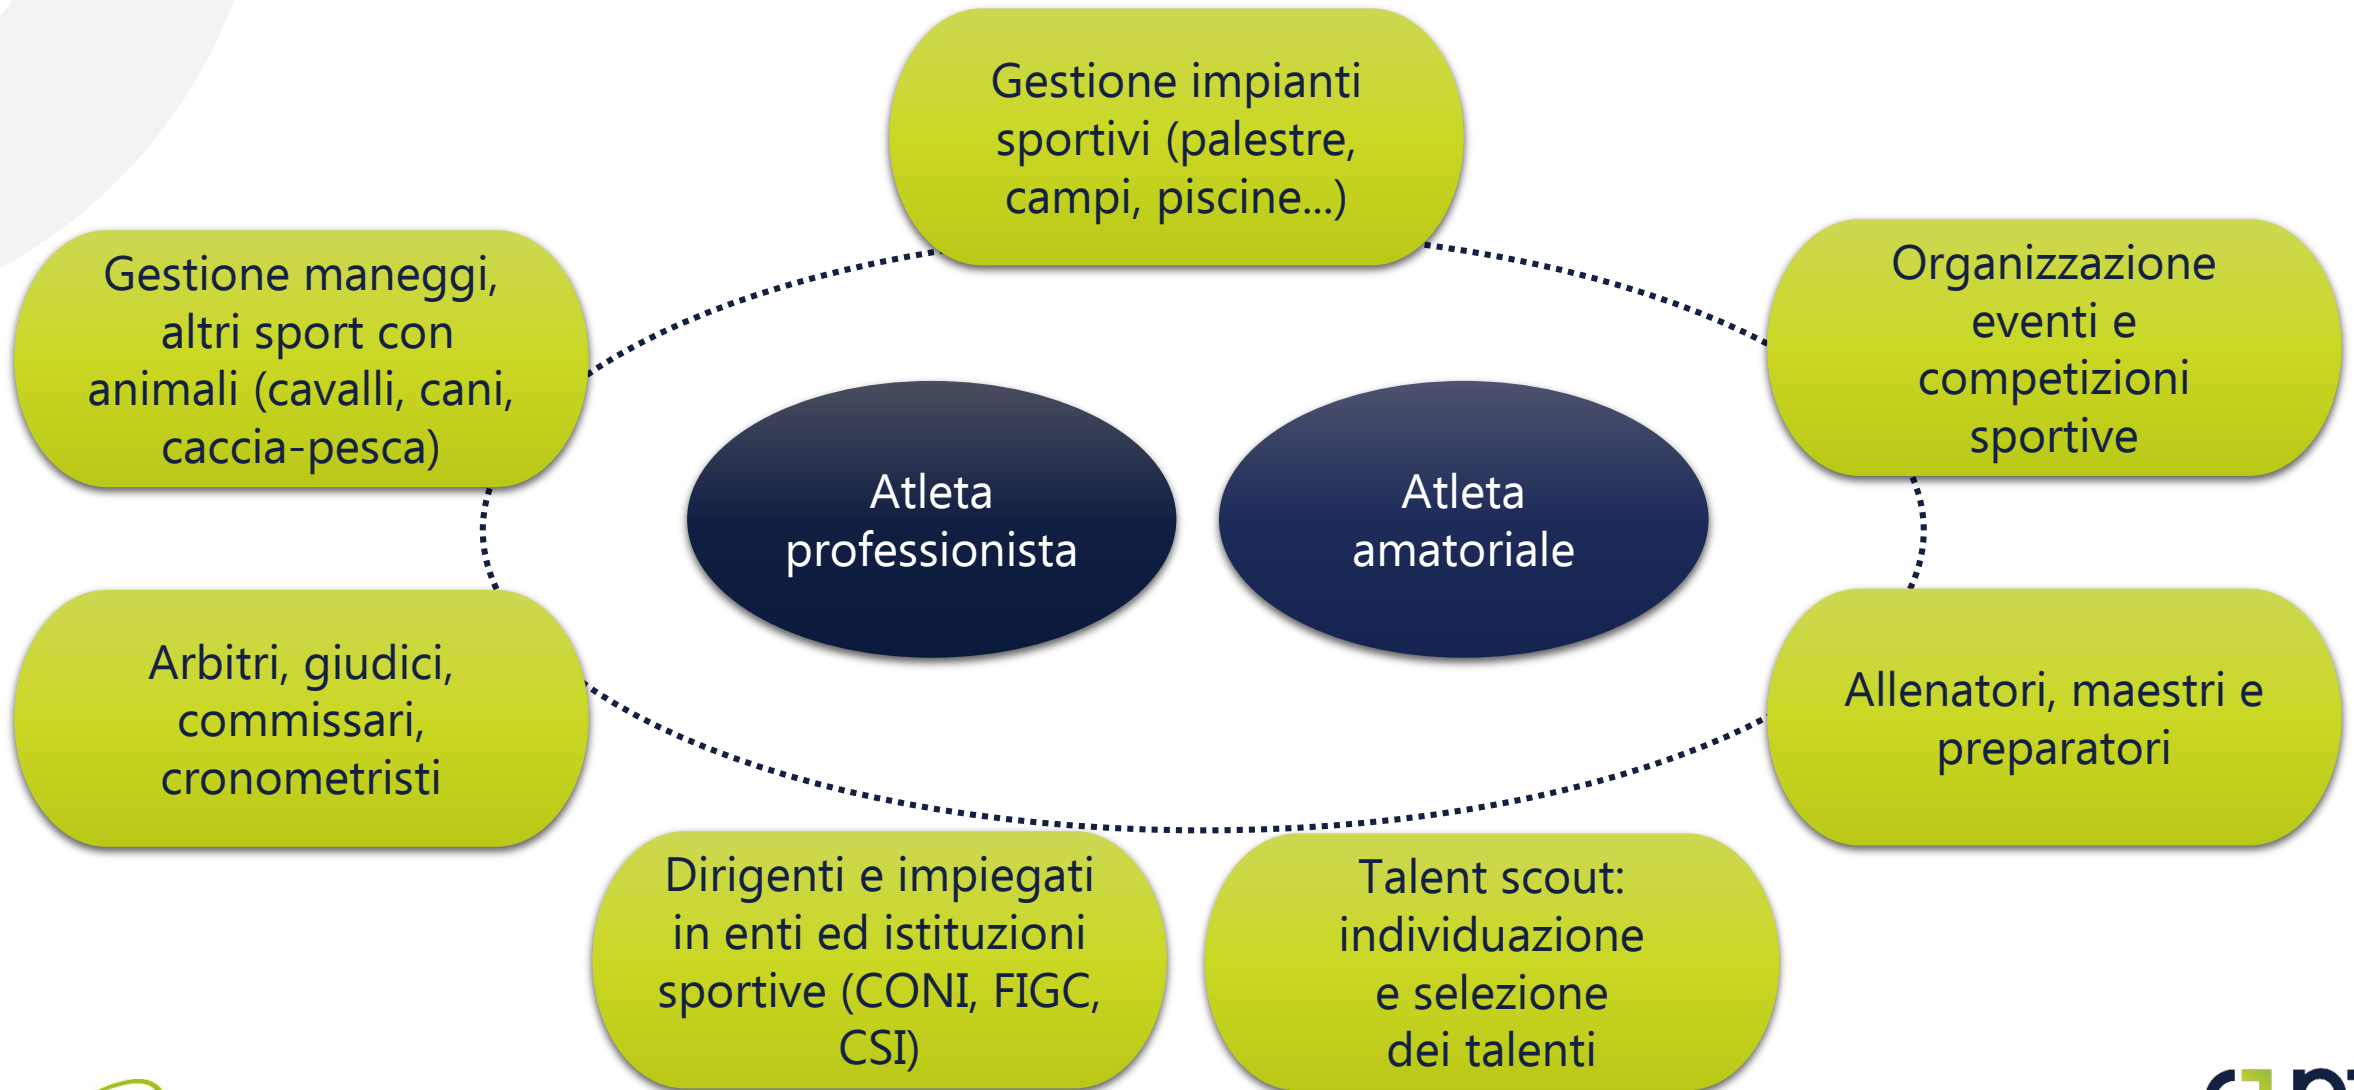 Gestione impianti
sportivi (palestre,
campi, piscine...)
Gestione maneggi,
altri sport con
animali (cavalli, cani,
caccia-pesca)
Organizzazione
eventi e
competizioni
sportive
Atleta
professionista
Atleta
amatoriale
Arbitri, giudici,
commissari,
cronometristi
Allenatori, maestri e
preparatori
Dirigenti e impiegati
in enti ed istituzioni
sportive (CONI, FIGC,
CSI)
Talent scout:
individuazione
e selezione
dei talenti